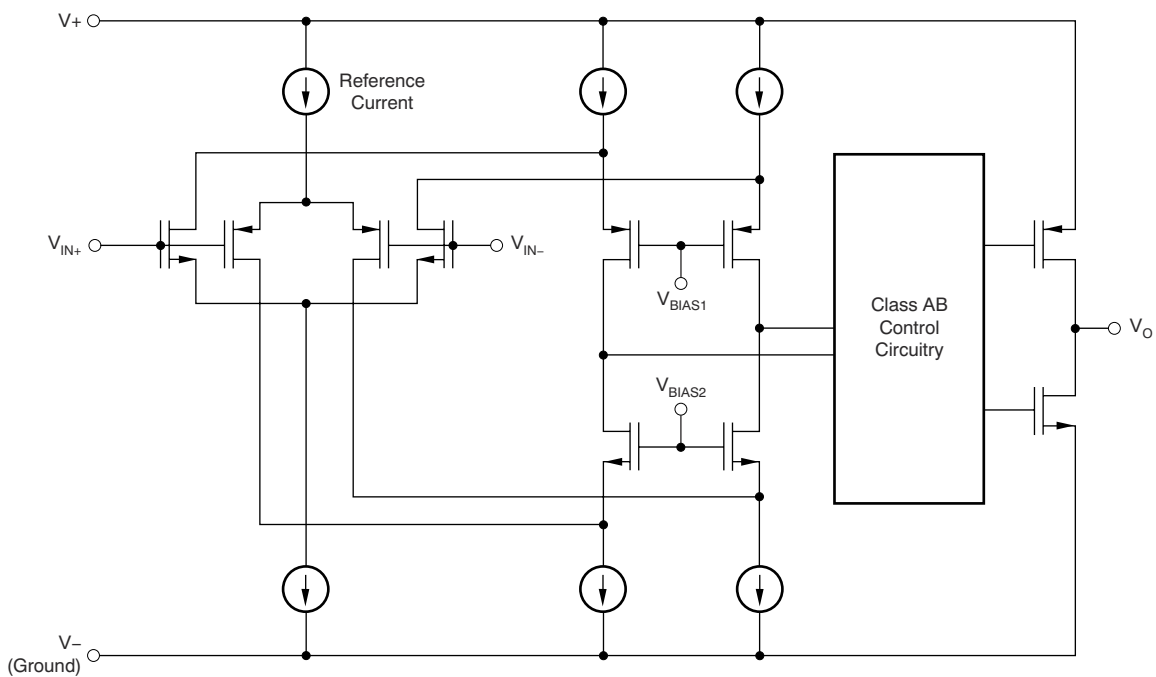 V+
Reference
Current
V_IN+
V_IN−
V_BIAS1
V_BIAS2
Class AB
Control
Circuitry
V_O
V−
(Ground)